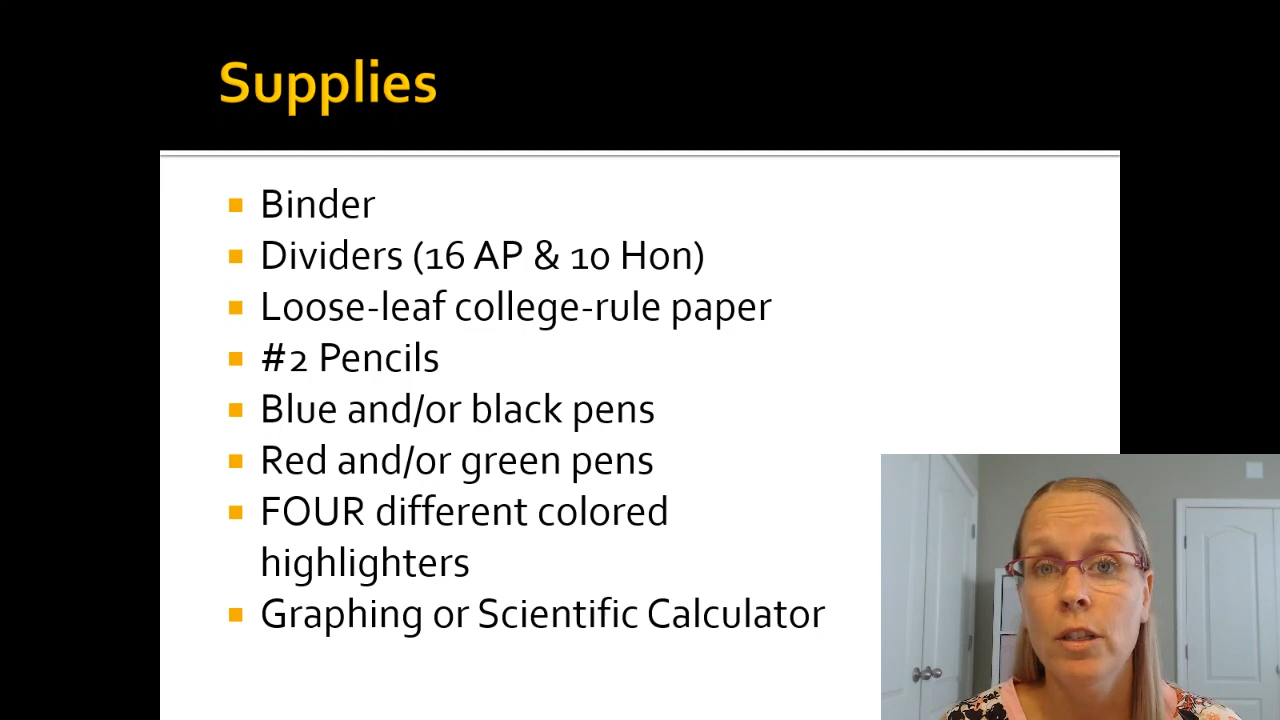 Supplies
Binder
Dividers (16 AP & 10 Hon)
Loose-leaf college-rule paper
#2 Pencils
Blue and/or black pens
Red and/or green pens
FOUR different colored
highlighters
Graphing or Scientific Calculator